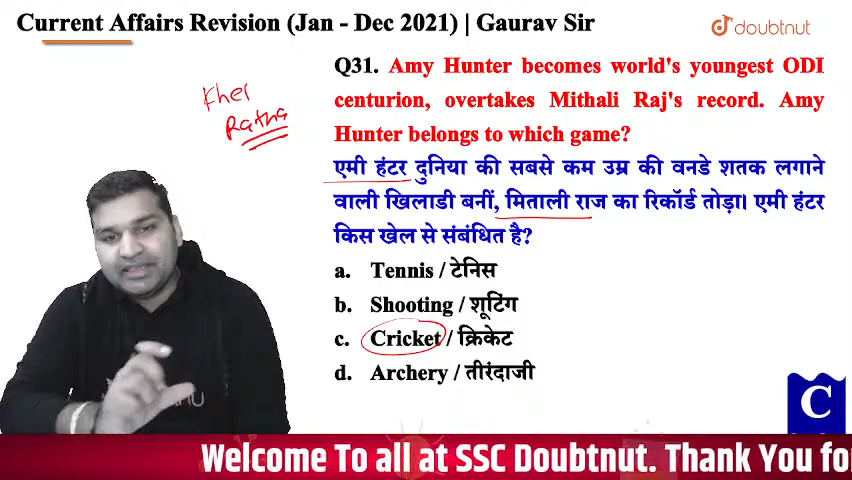 Current Affairs Revision (Jan - Dec 2021) | Gaurav Sir
doubtnut
Q31. Amy Hunter becomes world's youngest ODI
centurion, overtakes Mithali Raj's record. Amy
Hunter belongs to which game?
Khel
Ratna
एमी हंटर दुनिया की सबसे कम उम्र की वनडे शतक लगाने
वाली खिलाडी बनीं, मिताली राज का रिकॉर्ड तोड़ा। एमी हंटर
किस खेल से संबंधित है?
a. Tennis / टेनिस
b. Shooting / शूटिंग
c. Cricket / क्रिकेट
d. Archery / तीरंदाजी
C
Welcome To all at SSC Doubtnut. Thank You for